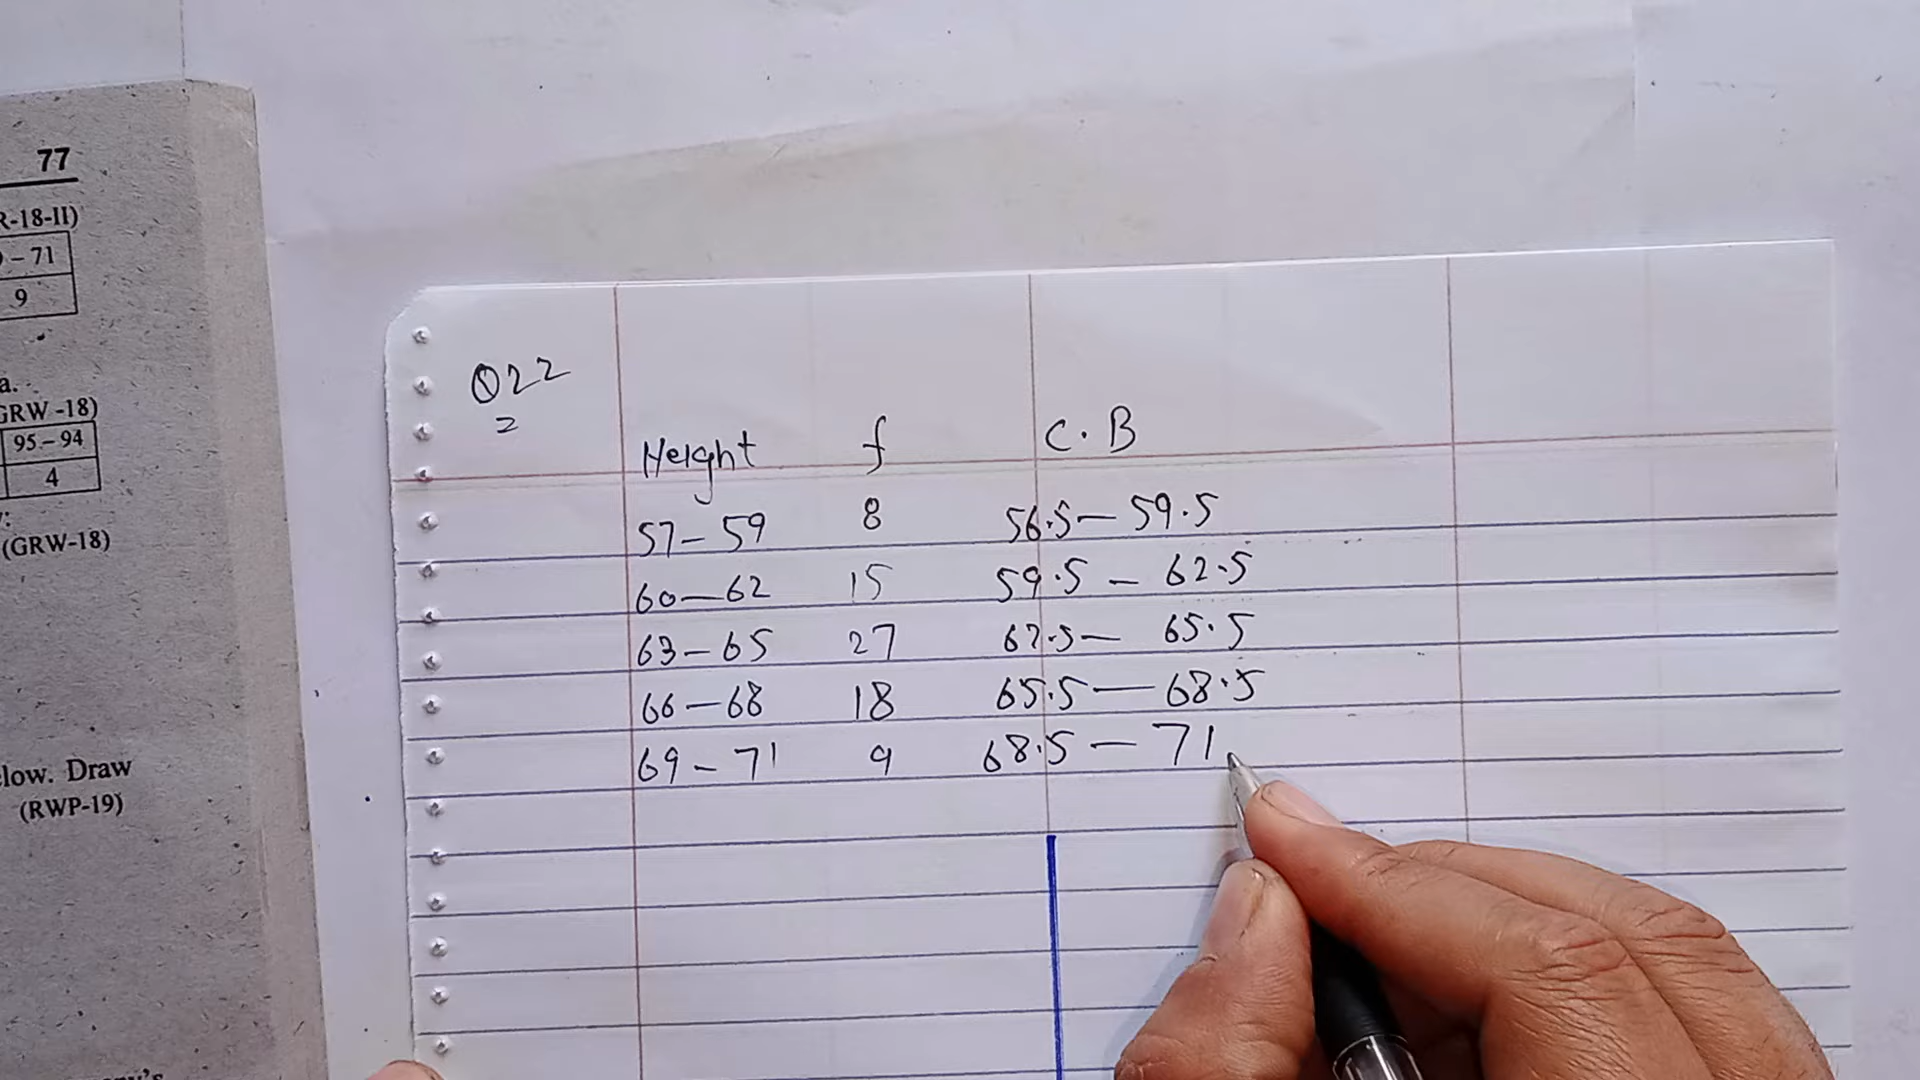 77
R-18-II)
– 71
9
a.
GRW -18)
95 – 94
4
(GRW-18)
low. Draw
(RWP-19)
Q22
Height f C.B
57 – 59 8 56.5 – 59.5
60 – 62 15 59.5 – 62.5
63 – 65 27 62.5 – 65.5
66 – 68 18 65.5 – 68.5
69 – 71 9 68.5 – 71.